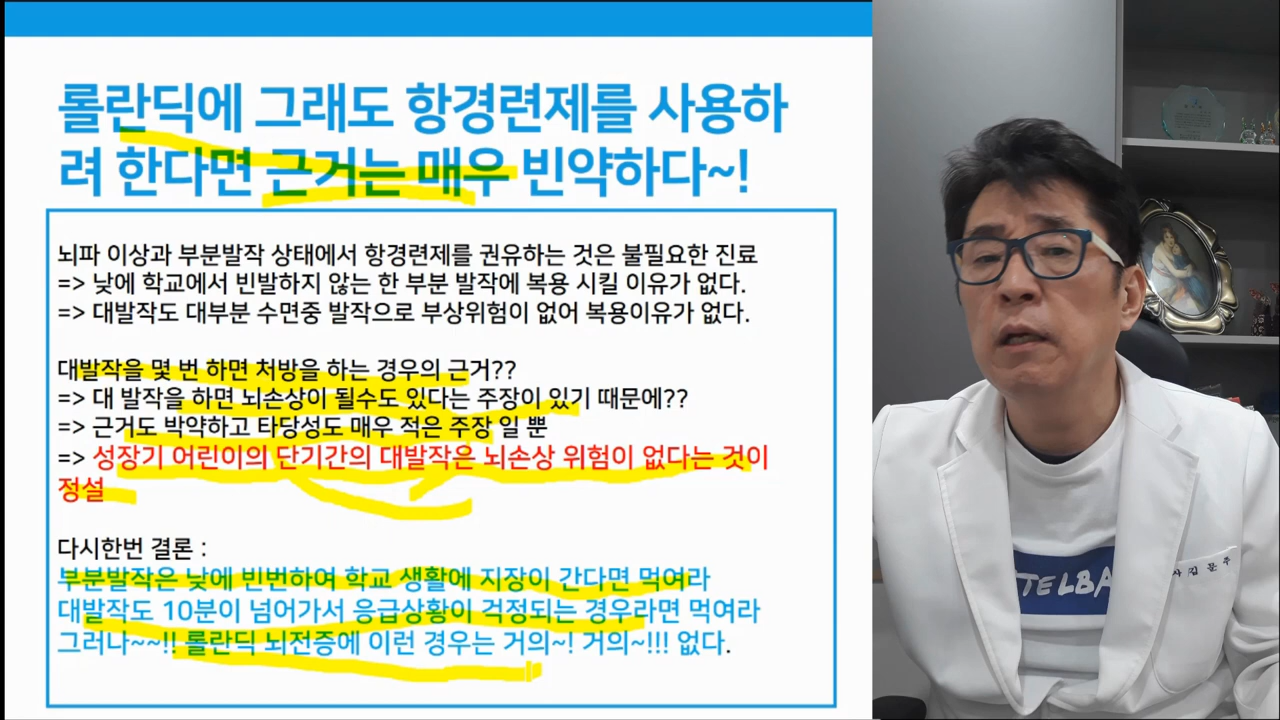 롤란딕에 그래도 항경련제를 사용하
려 한다면 근거는 매우 빈약하다~!
뇌파 이상과 부분발작 상태에서 항경련제를 권유하는 것은 불필요한 진료
=> 낮에 학교에서 빈발하지 않는 한 부분 발작에 복용 시킬 이유가 없다.
=> 대발작도 대부분 수면중 발작으로 부상위험이 없어 복용이유가 없다.
대발작을 몇 번 하면 처방을 하는 경우의 근거??
=> 대 발작을 하면 뇌손상이 될수도 있다는 주장이 있기 때문에??
=> 근거도 박약하고 타당성도 매우 적은 주장 일 뿐
=> 성장기 어린이의 단기간의 대발작은 뇌손상 위험이 없다는 것이
정설
다시한번 결론 :
부분발작은 낮에 빈번하여 학교 생활에 지장이 간다면 먹여라
대발작도 10분이 넘어가서 응급상황이 걱정되는 경우라면 먹여라
그러나~~!! 롤란딕 뇌전증에 이런 경우는 거의~! 거의~!!! 없다.
TELBA
사 김 문 주